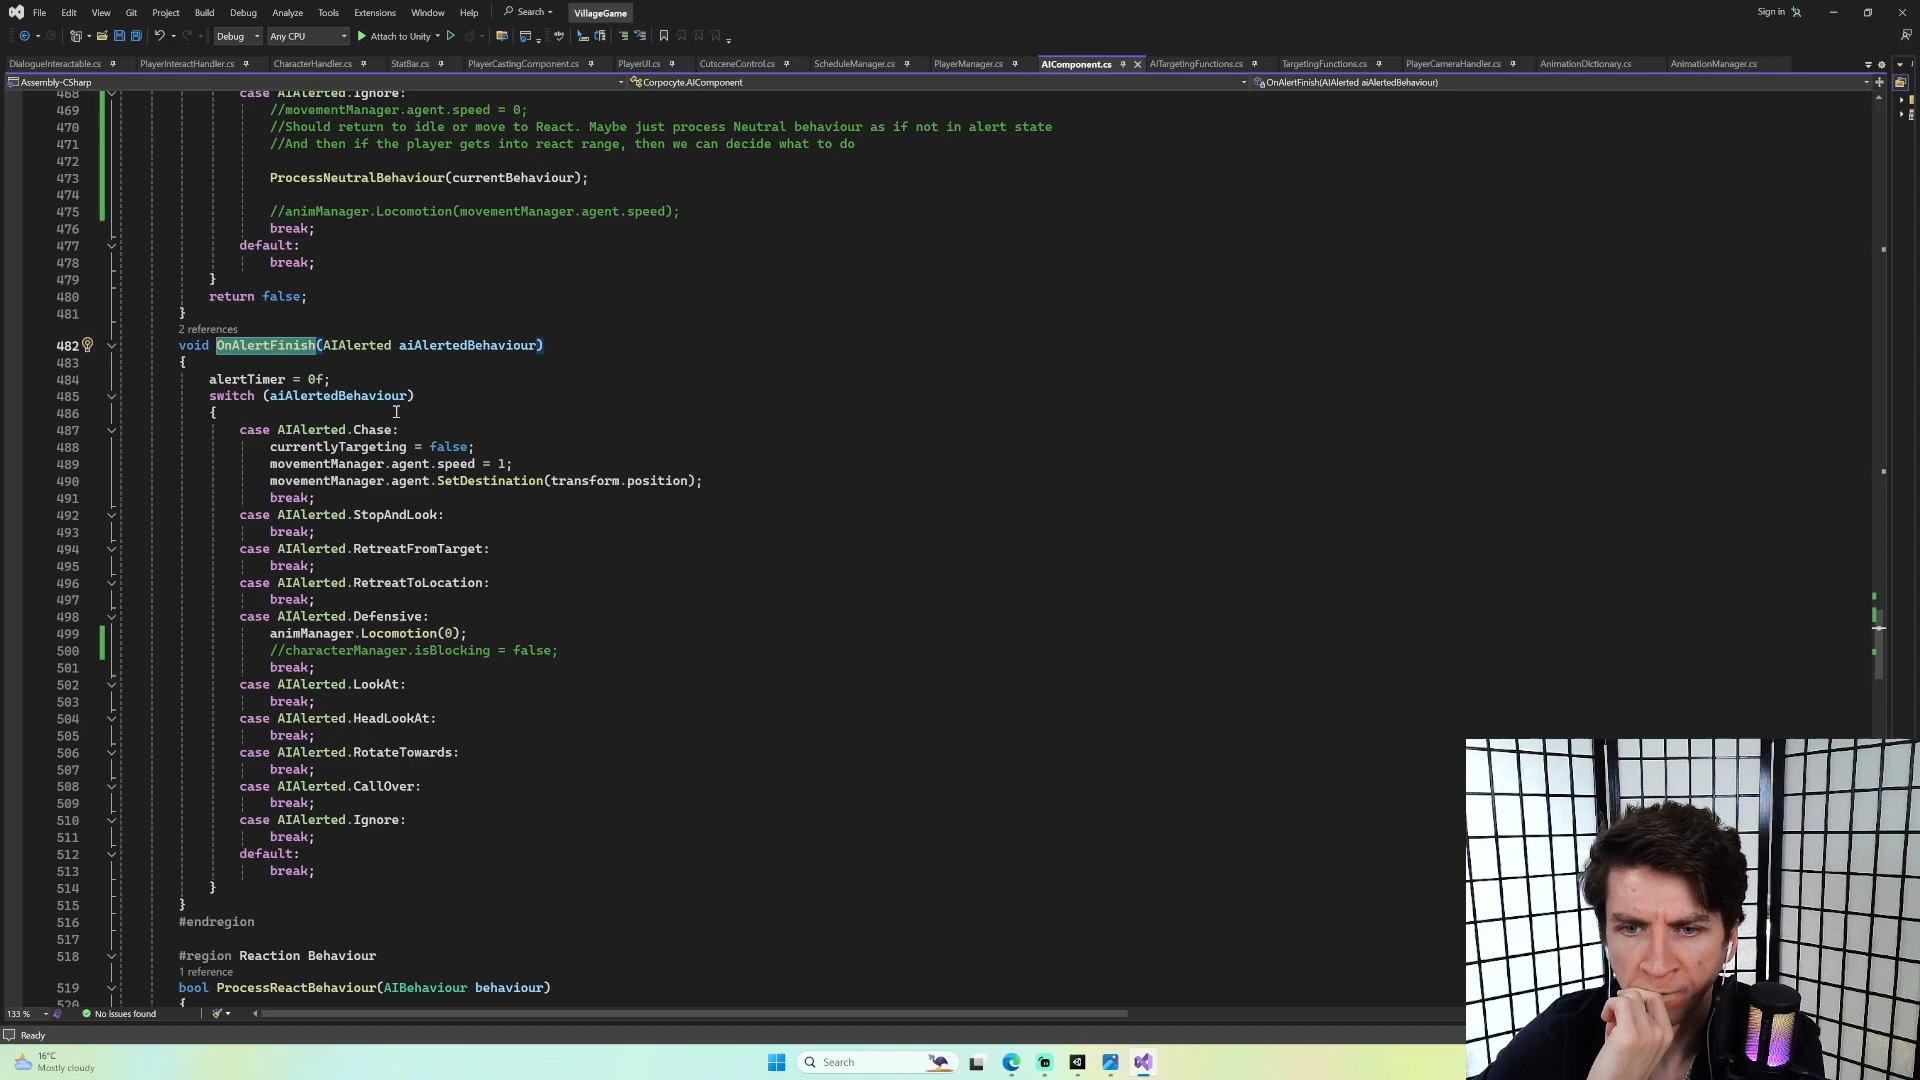 File Edit View Git Project Build Debug Analyze Tools Extensions Window Help Search VillageGame Sign in
Debug Any CPU Attach to Unity
DialogueInteractable.cs PlayerInteractHandler.cs CharacterHandler.cs StatBar.cs PlayerCastingComponent.cs PlayerUI.cs CutsceneControl.cs ScheduleManager.cs PlayerManager.cs AIComponent.cs AITargetingFunctions.cs TargetingFunctions.cs PlayerCameraHandler.cs AnimationDictionary.cs AnimationManager.cs
Assembly-CSharp Corpocyte.AIComponent OnAlertFinish(AIAlerted aiAlertedBehaviour)
468 case AIAlerted.Ignore:
469 //movementManager.agent.speed = 0;
470 //Should return to idle or move to React. Maybe just process Neutral behaviour as if not in alert state
471 //And then if the player gets into react range, then we can decide what to do
472
473 ProcessNeutralBehaviour(currentBehaviour);
474
475 //animManager.Locomotion(movementManager.agent.speed);
476 break;
477 default:
478 break;
479 }
480 return false;
481 }
2 references
482 void OnAlertFinish(AIAlerted aiAlertedBehaviour)
483 {
484 alertTimer = 0f;
485 switch (aiAlertedBehaviour)
486 {
487 case AIAlerted.Chase:
488 currentlyTargeting = false;
489 movementManager.agent.speed = 1;
490 movementManager.agent.SetDestination(transform.position);
491 break;
492 case AIAlerted.StopAndLook:
493 break;
494 case AIAlerted.RetreatFromTarget:
495 break;
496 case AIAlerted.RetreatToLocation:
497 break;
498 case AIAlerted.Defensive:
499 animManager.Locomotion(0);
500 //characterManager.isBlocking = false;
501 break;
502 case AIAlerted.LookAt:
503 break;
504 case AIAlerted.HeadLookAt:
505 break;
506 case AIAlerted.RotateTowards:
507 break;
508 case AIAlerted.CallOver:
509 break;
510 case AIAlerted.Ignore:
511 break;
512 default:
513 break;
514 }
515 }
516 #endregion
517
518 #region Reaction Behaviour
1 reference
519 bool ProcessReactBehaviour(AIBehaviour behaviour)
520 {
133 % No issues found
Ready
16°C
Mostly cloudy
Search